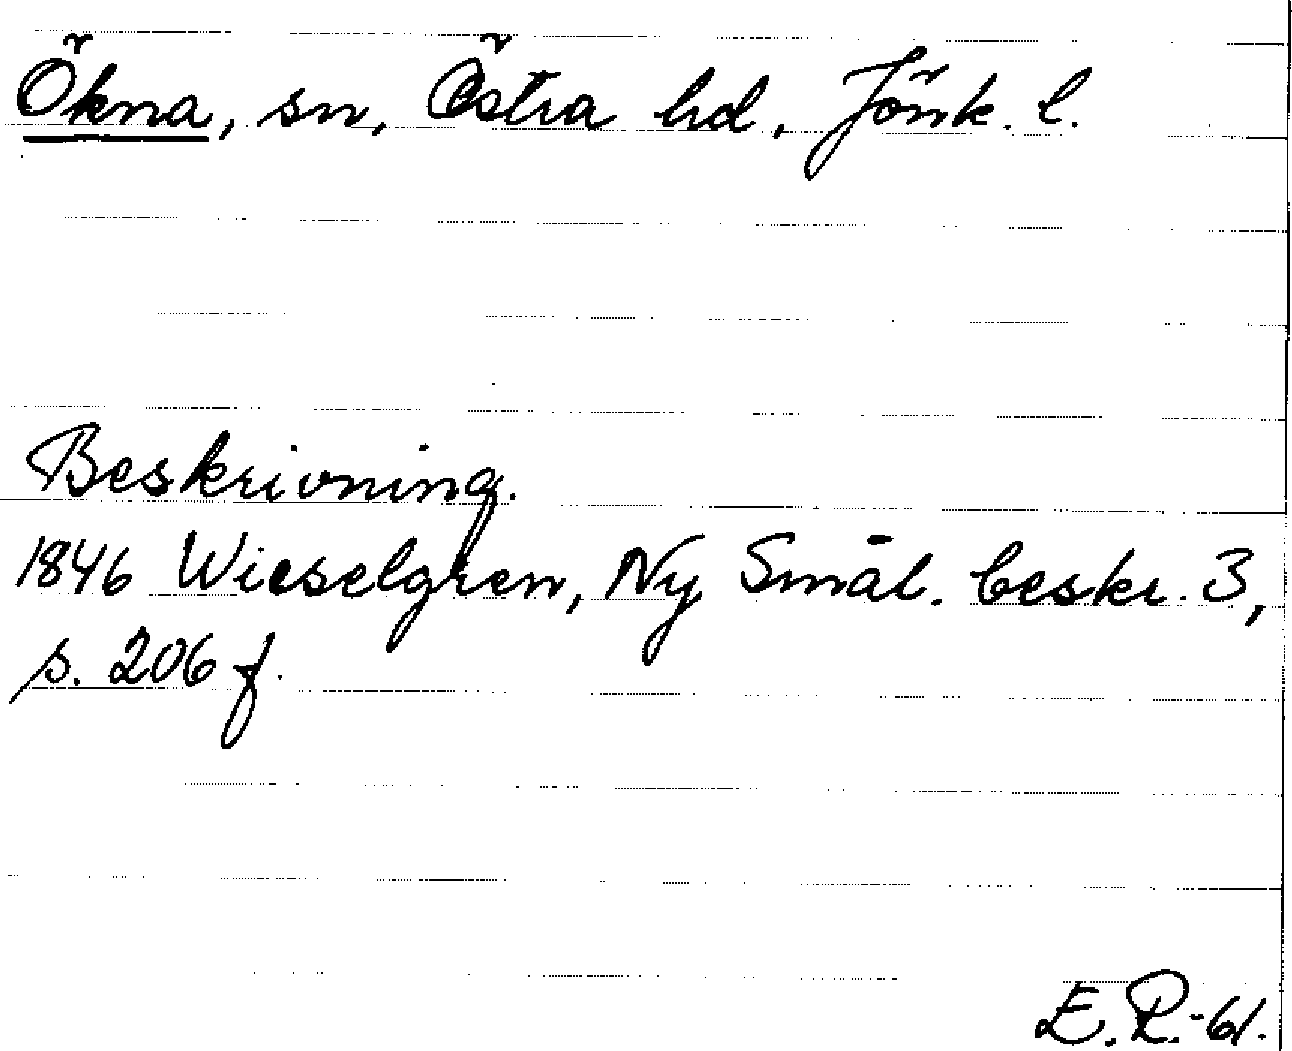 Ökna, sn, Östra hd, Jönk. l.
Beskrivning.
1846 Wieselgren, Ny Smål. beskr. 3,
s. 206 f.
E. R. -61.